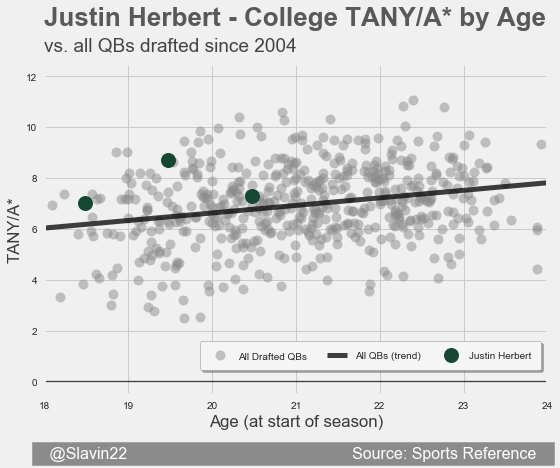 Justin Herbert - College TANY/A* by Age
vs. all QBs drafted since 2004
TANY/A*
12
10
8
6
4
2
0
All Drafted QBs
All QBs (trend)
Justin Herbert
18
19
20
21
22
23
24
Age (at start of season)
@Slavin22
Source: Sports Reference